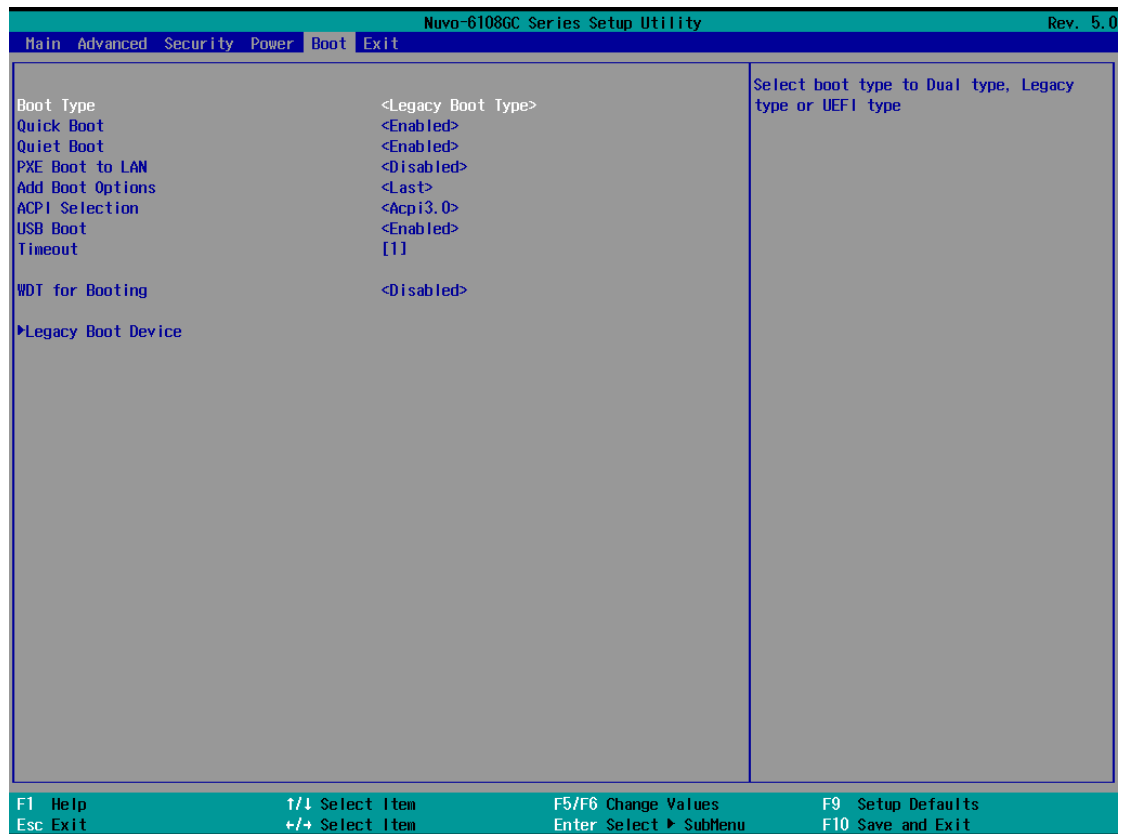 Nuvo-6108GC Series Setup Utility Rev. 5.0
Main Advanced Security Power Boot Exit
Select boot type to Dual type, Legacy type or UEFI type
Boot Type <Legacy Boot Type>
Quick Boot <Enabled>
Quiet Boot <Enabled>
PXE Boot to LAN <Disabled>
Add Boot Options <Last>
ACPI Selection <Acpi3.0>
USB Boot <Enabled>
Timeout [1]
WDT for Booting <Disabled>
▶Legacy Boot Device
F1 Help ↑/↓ Select Item F5/F6 Change Values F9 Setup Defaults
Esc Exit ←/→ Select Item Enter Select ▶ SubMenu F10 Save and Exit